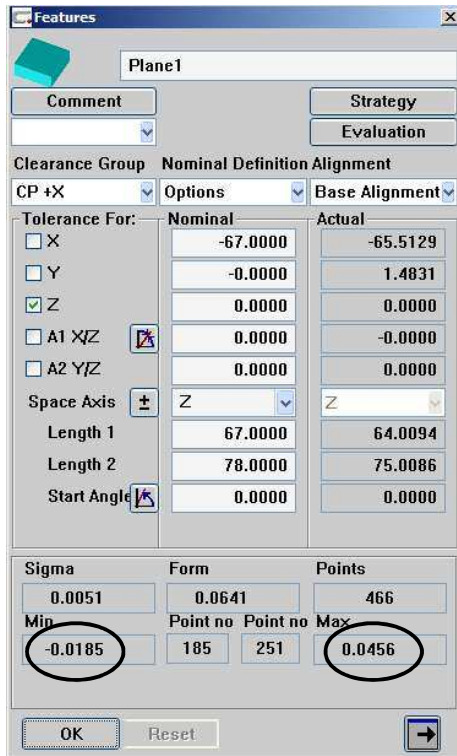 Features
Plane1
Comment Strategy
Evaluation
Clearance Group Nominal Definition Alignment
CP +X Options Base Alignment
Tolerance For: Nominal Actual
X -67.0000 -65.5129
Y -0.0000 1.4831
Z 0.0000 0.0000
A1 X/Z 0.0000 -0.0000
A2 Y/Z 0.0000 0.0000
Space Axis ± Z Z
Length 1 67.0000 64.0094
Length 2 78.0000 75.0086
Start Angle 0.0000 0.0000
Sigma Form Points
0.0051 0.0641 466
Min Point no Point no Max
-0.0185 185 251 0.0456
OK Reset